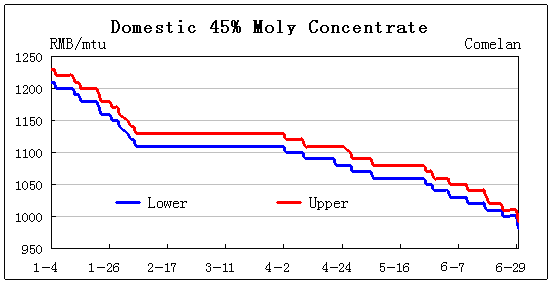 Domestic 45% Moly Concentrate
RMB/mtu Comelan
1250
1200
1150
1100
1050
1000
950
Lower Upper
1-4 1-26 2-17 3-11 4-2 4-24 5-16 6-7 6-29